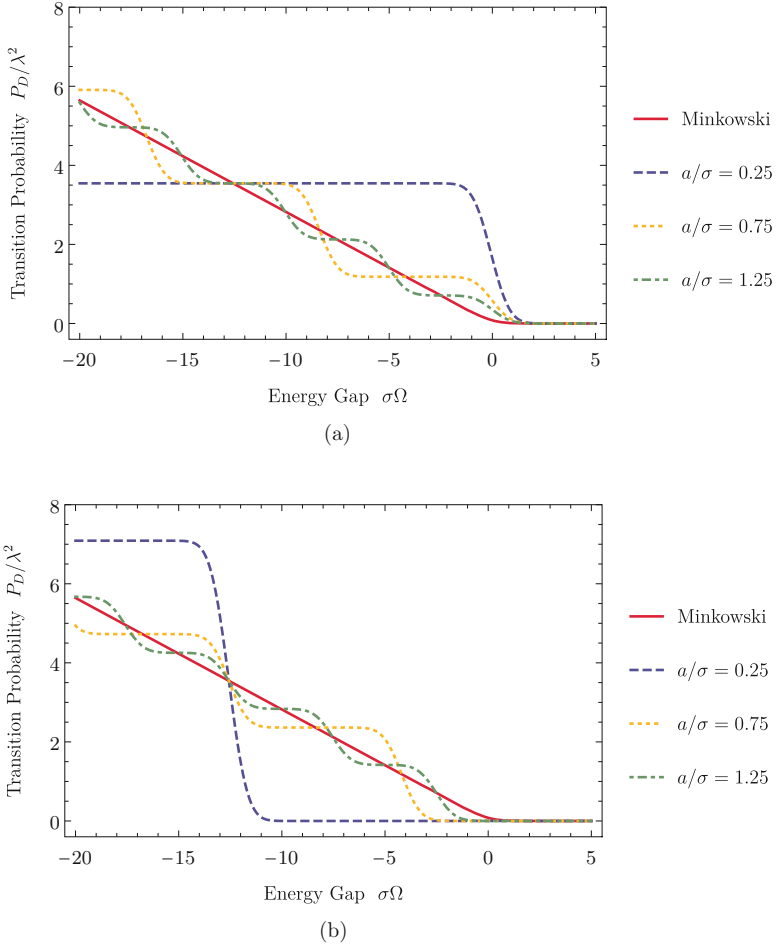 8
6
4
2
0
Transition Probability P_D/λ²
−20 −15 −10 −5 0 5
Energy Gap σΩ
Minkowski
a/σ = 0.25
a/σ = 0.75
a/σ = 1.25
(a)
8
6
4
2
0
Transition Probability P_D/λ²
−20 −15 −10 −5 0 5
Energy Gap σΩ
Minkowski
a/σ = 0.25
a/σ = 0.75
a/σ = 1.25
(b)